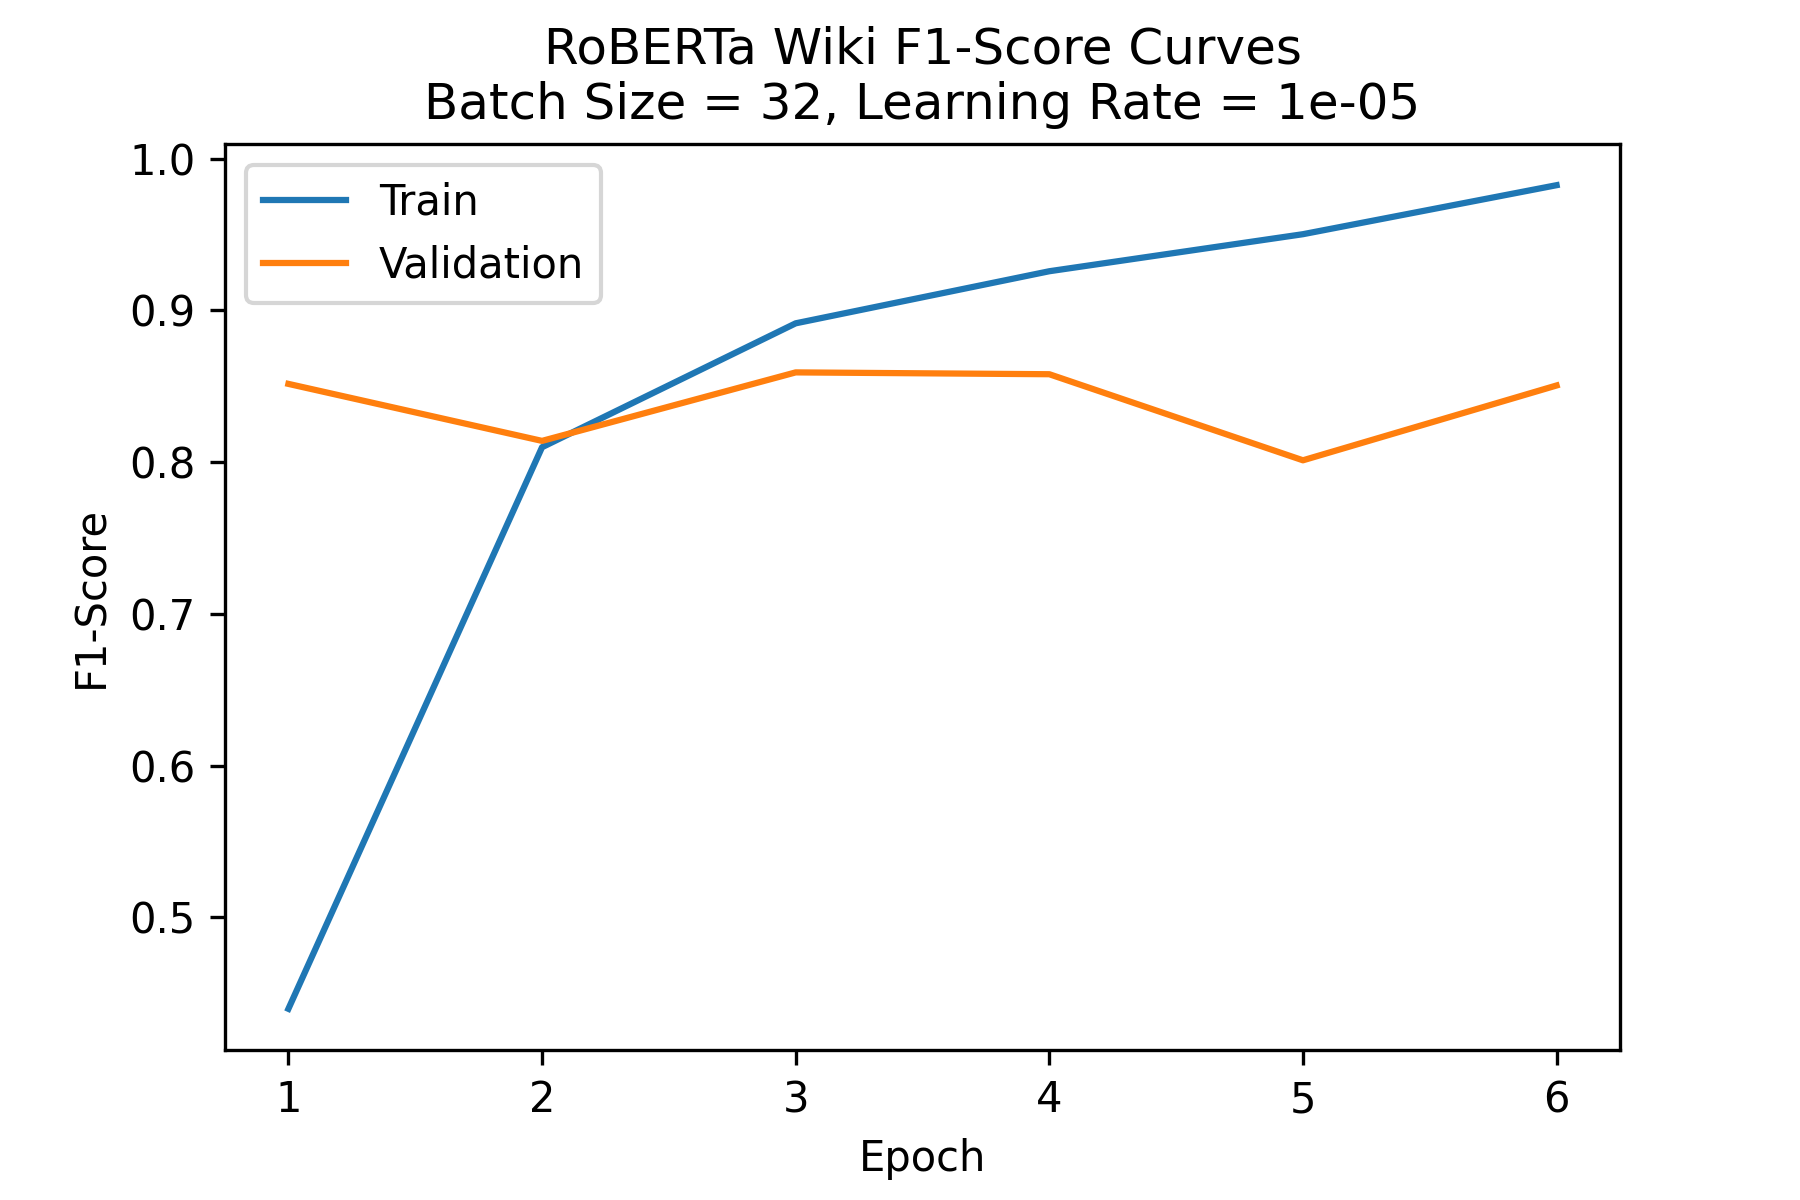 RoBERTa Wiki F1-Score Curves
Batch Size = 32, Learning Rate = 1e-05
1.0
Train
Validation
0.9
0.8
0.7
0.6
0.5
F1-Score
1 2 3 4 5 6
Epoch